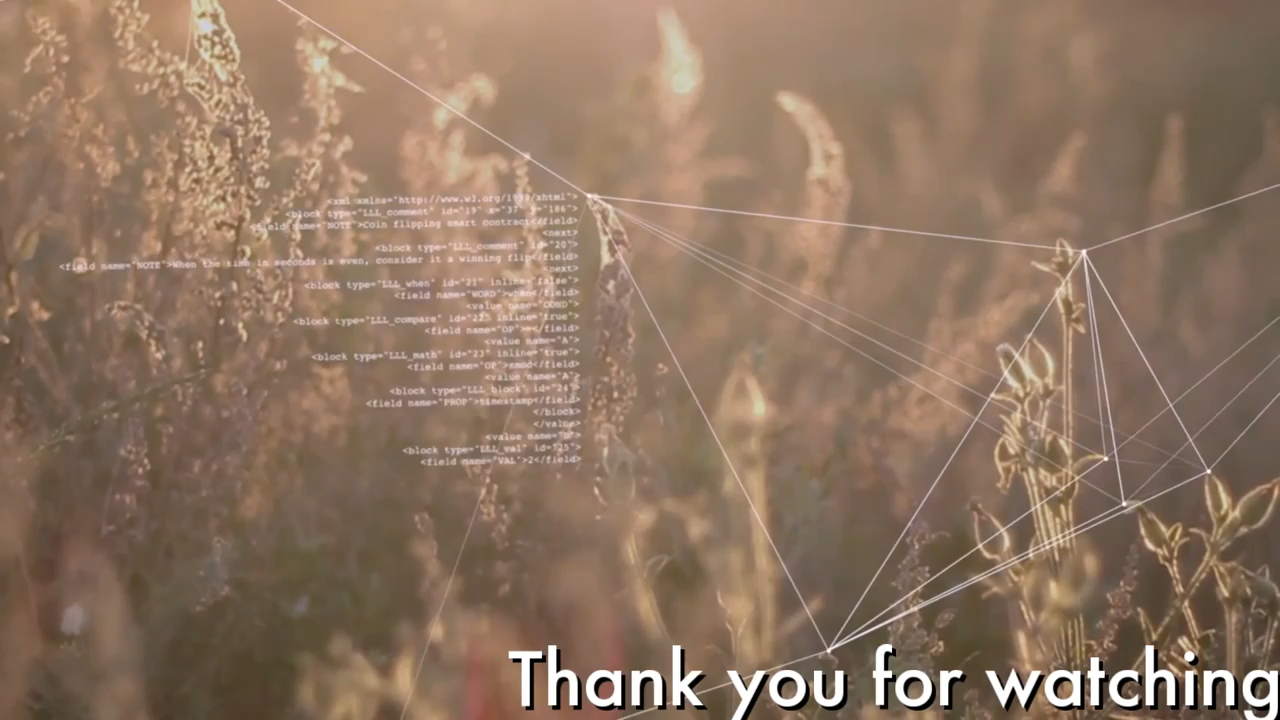 <xml xmlns="http://www.w3.org/1999/xhtml">
<block type="LLL_comment" id="19" x="37" "186">
<field name="NOTE">Coin flipping smart contract</field>
<next>
<block type="LLL_comment" id="20">
<field name="NOTE">When the time in seconds is even, consider it a winning flip</field>
<next>
<block type="LLL_when" id="21" inline="false">
<field name="WORD">when</field>
<value name="COND">
<block type="LLL_compare" id="22" inline="true">
<field name="OP">=</field>
<value name="A">
<block type="LLL_math" id="23" inline="true">
<field name="OP">smod</field>
<value name="A">
<block type="LLL_block" id="24">
<field name="PROP">timestamp</field>
</block>
</value>
<value name="B">
<block type="LLL_val" id="25">
<field name="VAL">2</field>
Thank you for watching